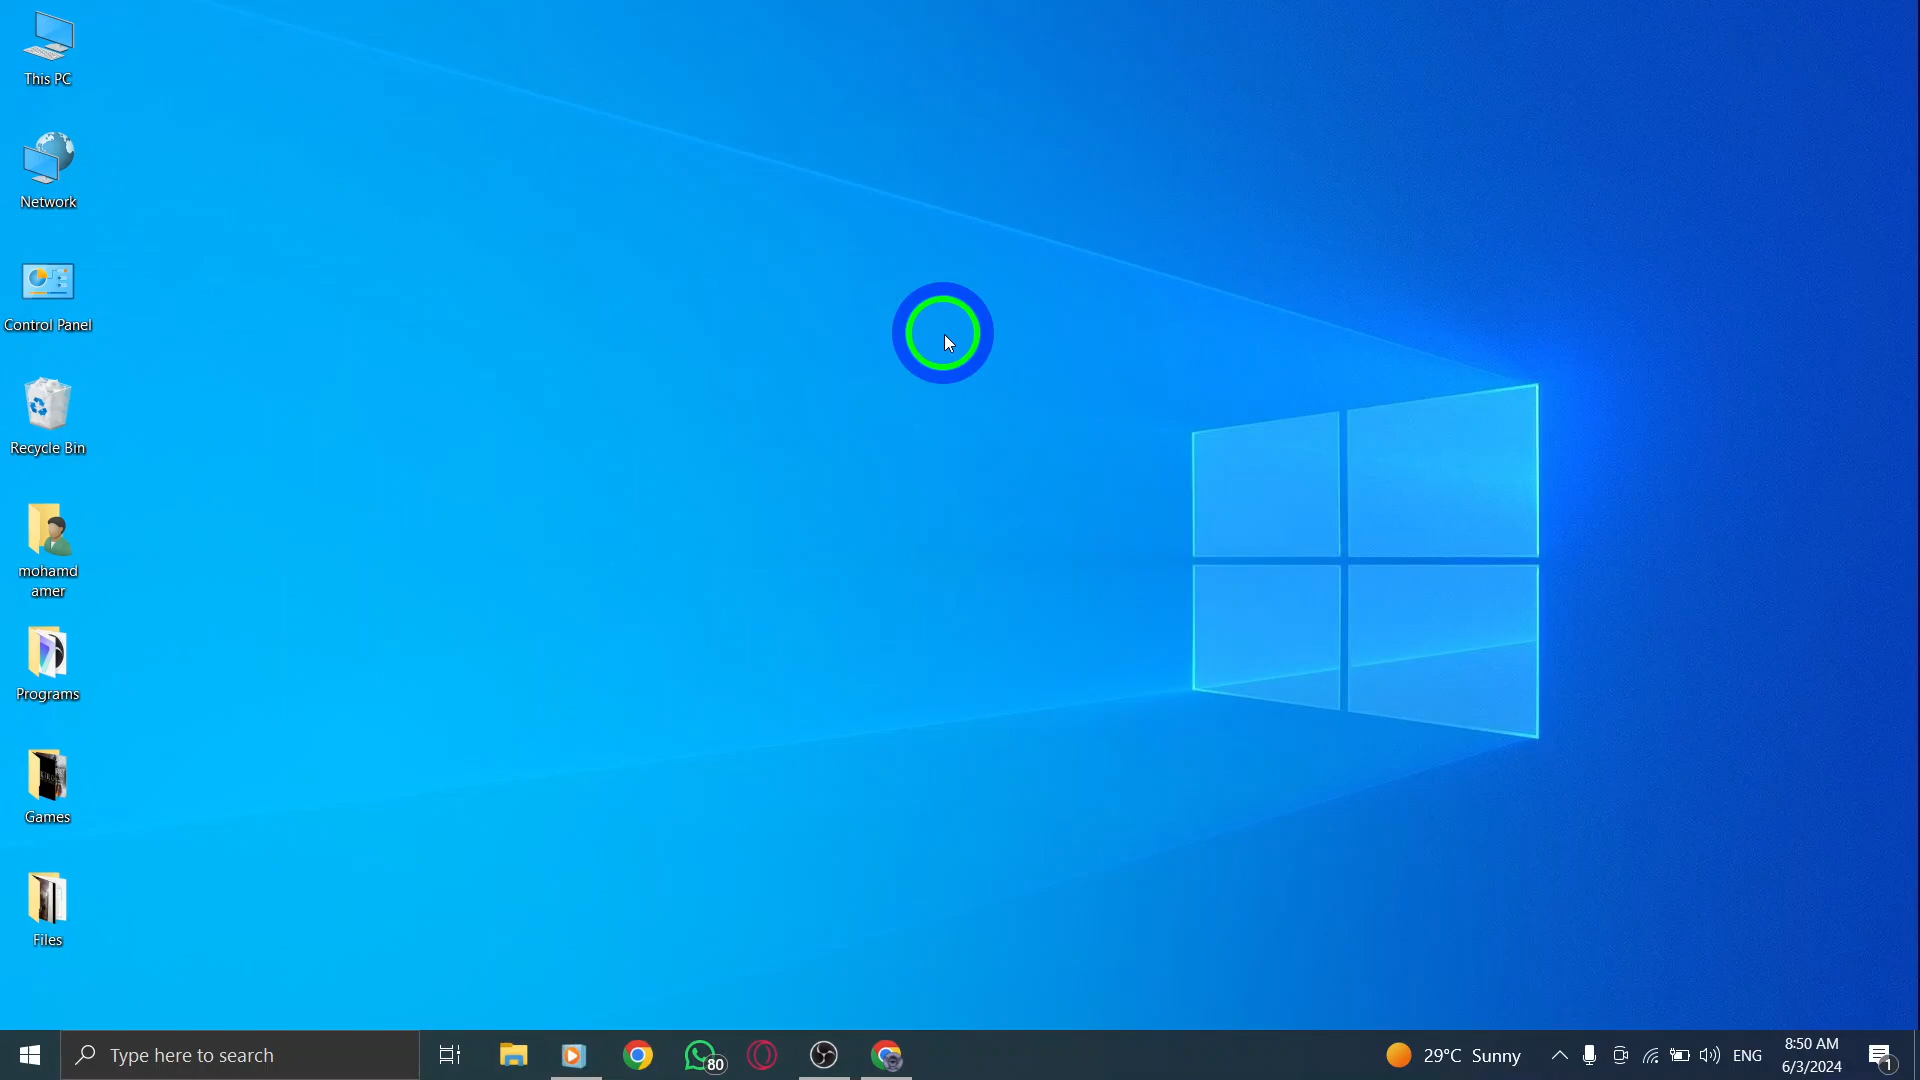 This PC
Network
Control Panel
Recycle Bin
mohamd
amer
Programs
Games
Files
Type here to search
80
29°C Sunny
ENG
8:50 AM
6/3/2024
1